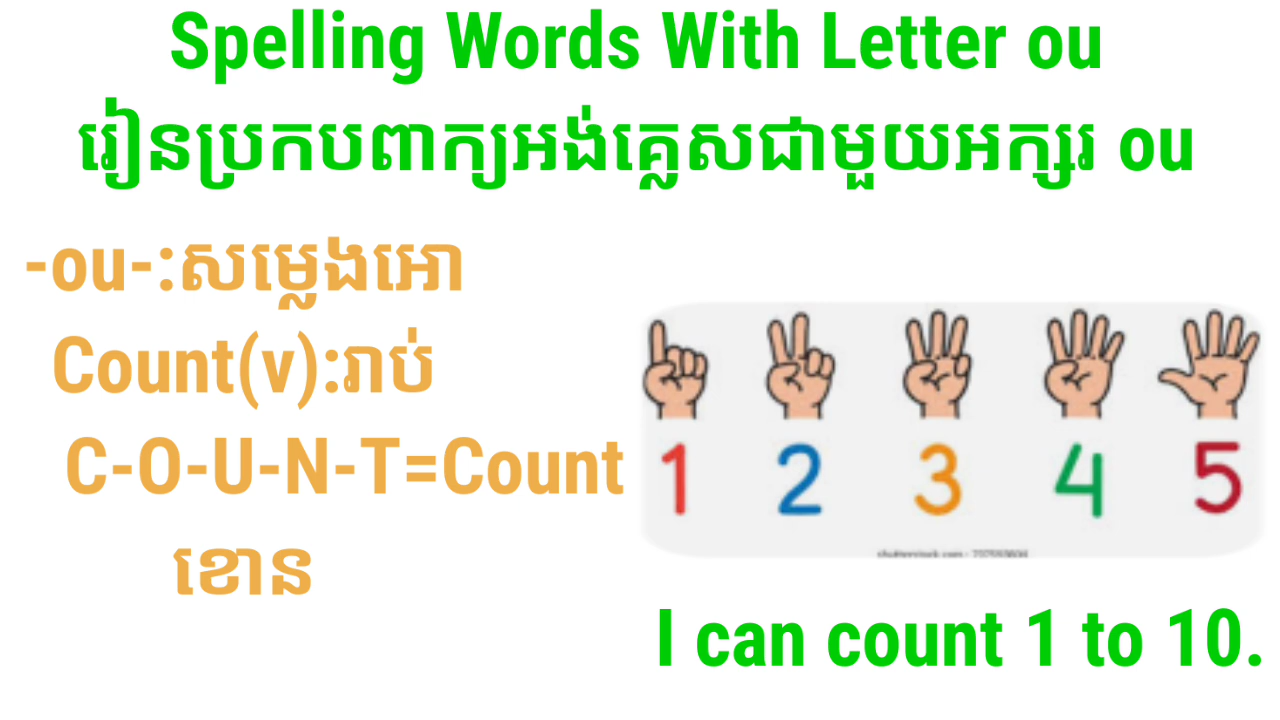 Spelling Words With Letter ou
រៀនប្រកបពាក្យអង់គ្លេសជាមួយអក្សរ ou
-ou-:សម្លេងអោ
Count(v):រាប់
C-O-U-N-T=Count
ខោន
1 2 3 4 5
I can count 1 to 10.